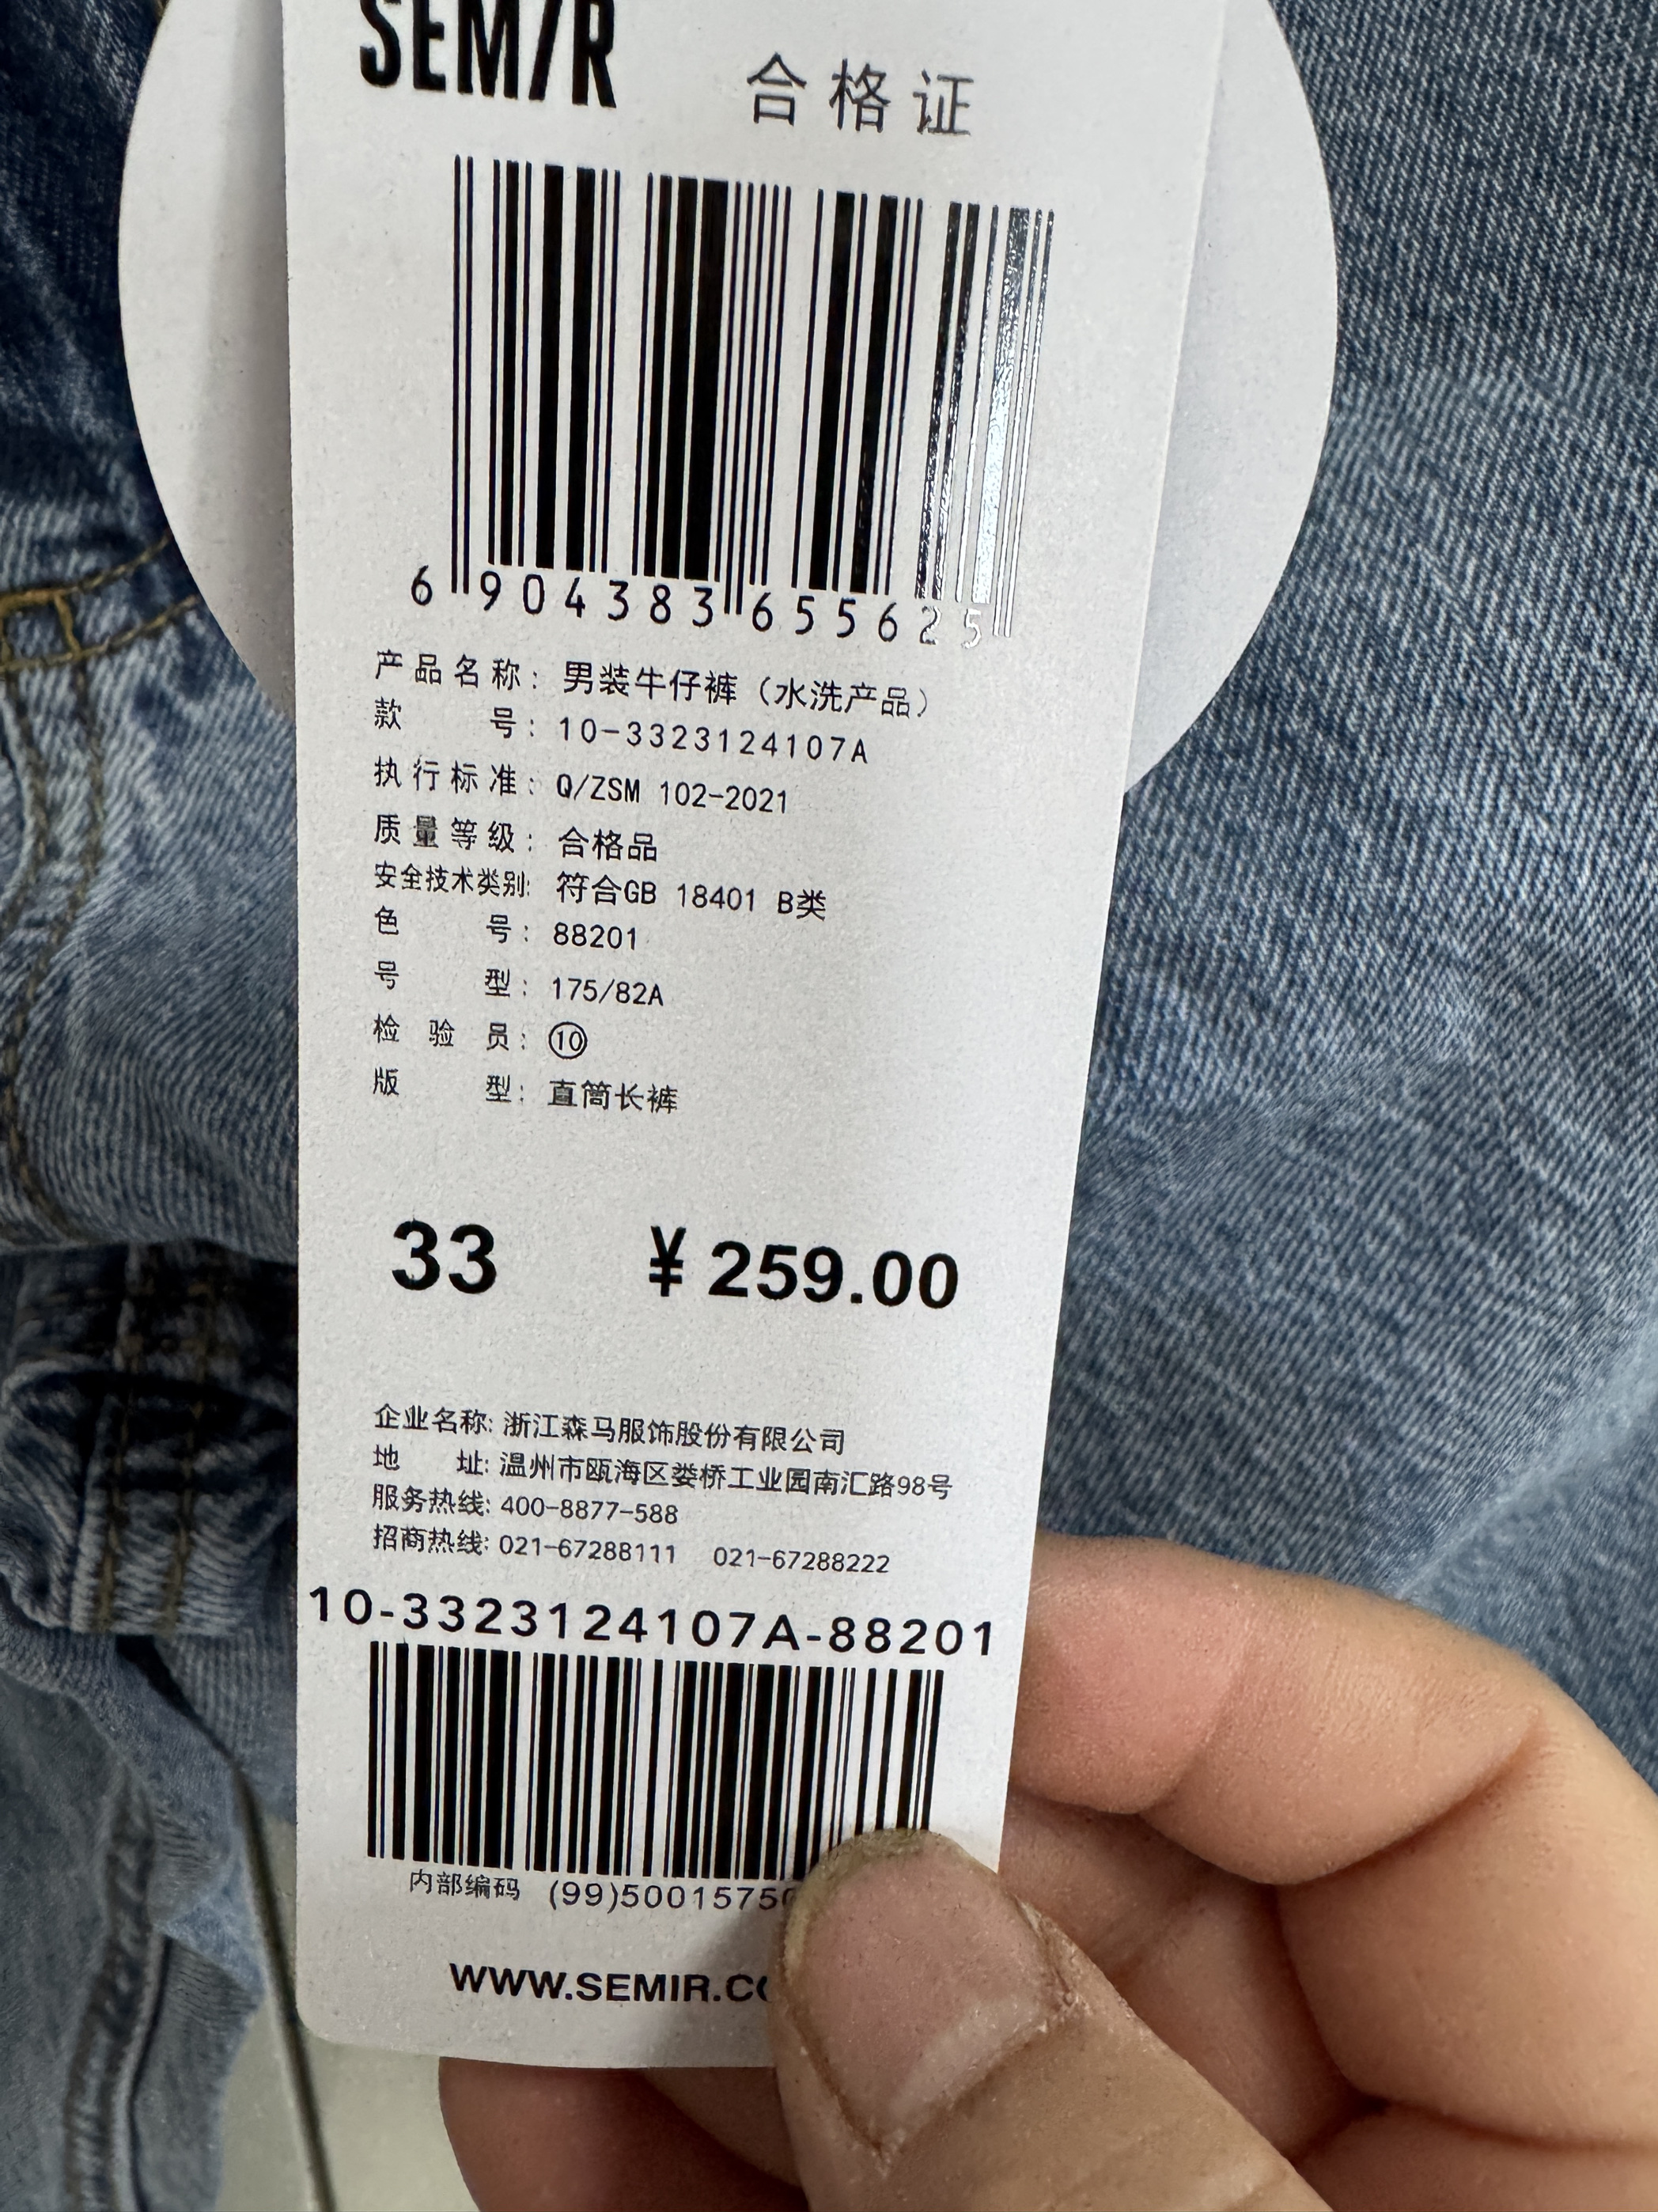 SEM/R 合格证
6 904383 655625
产品名称: 男装牛仔裤（水洗产品）
款 号: 10-3323124107A
执行标准: Q/ZSM 102-2021
质量等级: 合格品
安全技术类别: 符合GB 18401 B类
色 号: 88201
号 型: 175/82A
检验员: ⑩
版 型: 直筒长裤
33 ¥259.00
企业名称: 浙江森马服饰股份有限公司
地 址: 温州市瓯海区娄桥工业园南汇路98号
服务热线: 400-8877-588
招商热线: 021-67288111 021-67288222
10-3323124107A-88201
内部编码 (99)5001575
WWW.SEMIR.C